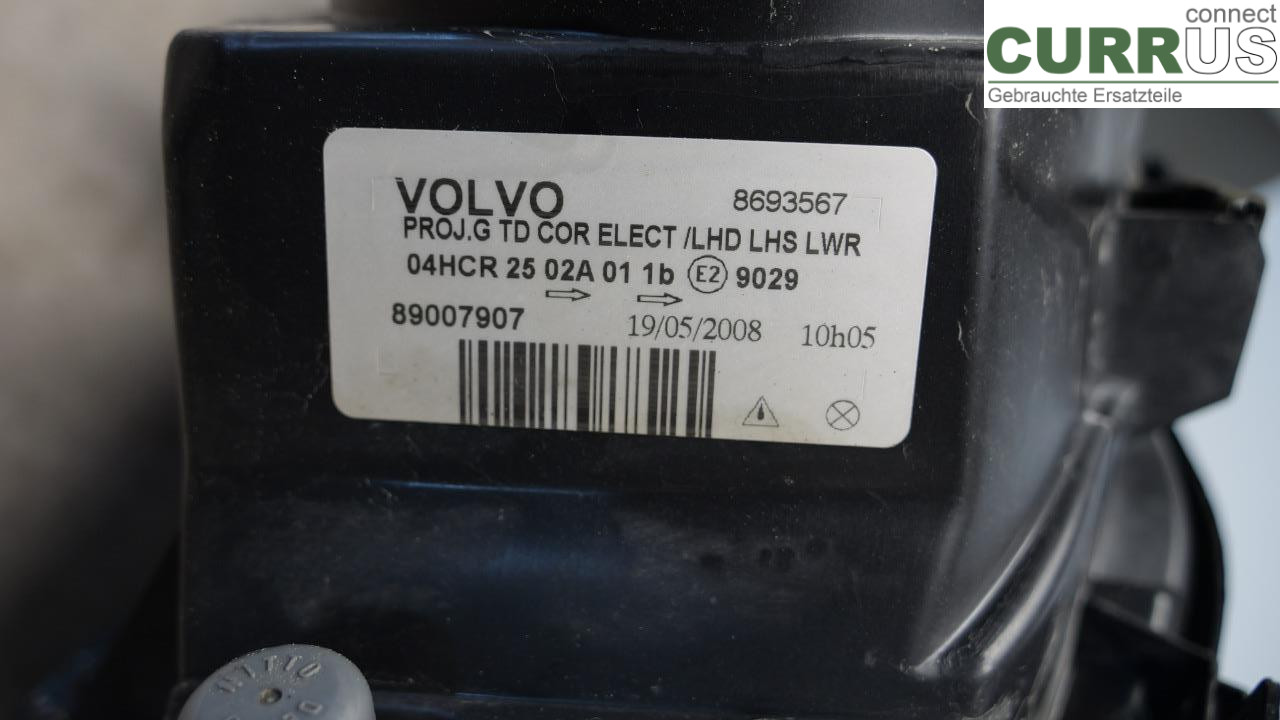 connect
CURRUS
Gebrauchte Ersatzteile
VOLVO 8693567
PROJ.G TD COR ELECT /LHD LHS LWR
04HCR 25 02A 01 1b E2 9029
89007907 19/05/2008 10h05